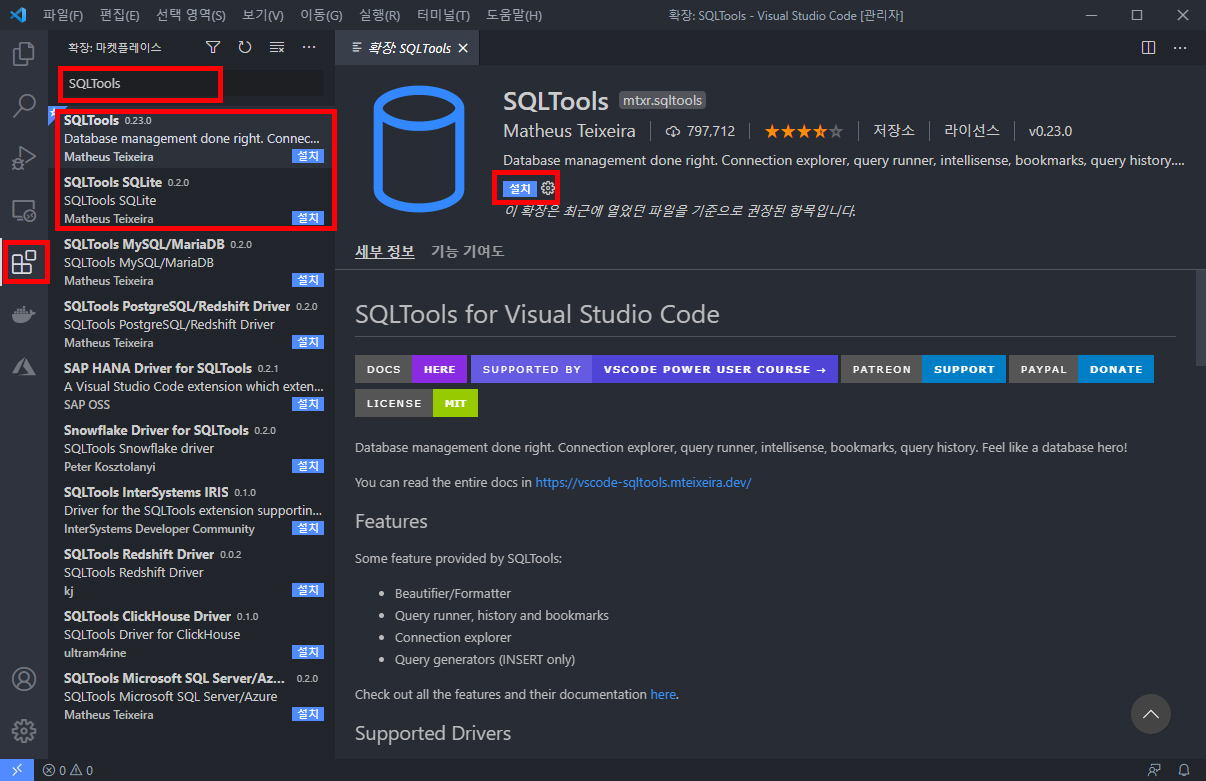 파일(F) 편집(E) 선택 영역(S) 보기(V) 이동(G) 실행(R) 터미널(T) 도움말(H) 확장: SQLTools - Visual Studio Code [관리자]
확장: 마켓플레이스
SQLTools
SQLTools 0.23.0
Database management done right. Connec...
Matheus Teixeira 설치
SQLTools SQLite 0.2.0
SQLTools SQLite
Matheus Teixeira 설치
SQLTools MySQL/MariaDB 0.2.0
SQLTools MySQL/MariaDB
Matheus Teixeira 설치
SQLTools PostgreSQL/Redshift Driver 0.2.0
SQLTools PostgreSQL/Redshift Driver
Matheus Teixeira 설치
SAP HANA Driver for SQLTools 0.2.1
A Visual Studio Code extension which exten...
SAP OSS 설치
Snowflake Driver for SQLTools 0.2.0
SQLTools Snowflake driver
Peter Kosztolanyi 설치
SQLTools InterSystems IRIS 0.1.0
Driver for the SQLTools extension supportin...
InterSystems Developer Community 설치
SQLTools Redshift Driver 0.0.2
SQLTools Redshift Driver
kj 설치
SQLTools ClickHouse Driver 0.1.0
SQLTools Driver for ClickHouse
ultram4rine 설치
SQLTools Microsoft SQL Server/Az... 0.2.0
SQLTools Microsoft SQL Server/Azure
Matheus Teixeira 설치
확장: SQLTools
SQLTools mtxr.sqltools
Matheus Teixeira 797,712 저장소 라이선스 v0.23.0
Database management done right. Connection explorer, query runner, intellisense, bookmarks, query history....
설치
이 확장은 최근에 열었던 파일을 기준으로 권장된 항목입니다.
세부 정보 기능 기여도
SQLTools for Visual Studio Code
DOCS HERE SUPPORTED BY VSCODE POWER USER COURSE → PATREON SUPPORT PAYPAL DONATE
LICENSE MIT
Database management done right. Connection explorer, query runner, intellisense, bookmarks, query history. Feel like a database hero!
You can read the entire docs in https://vscode-sqltools.mteixeira.dev/
Features
Some feature provided by SQLTools:
• Beautifier/Formatter
• Query runner, history and bookmarks
• Connection explorer
• Query generators (INSERT only)
Check out all the features and their documentation here.
Supported Drivers
0 0